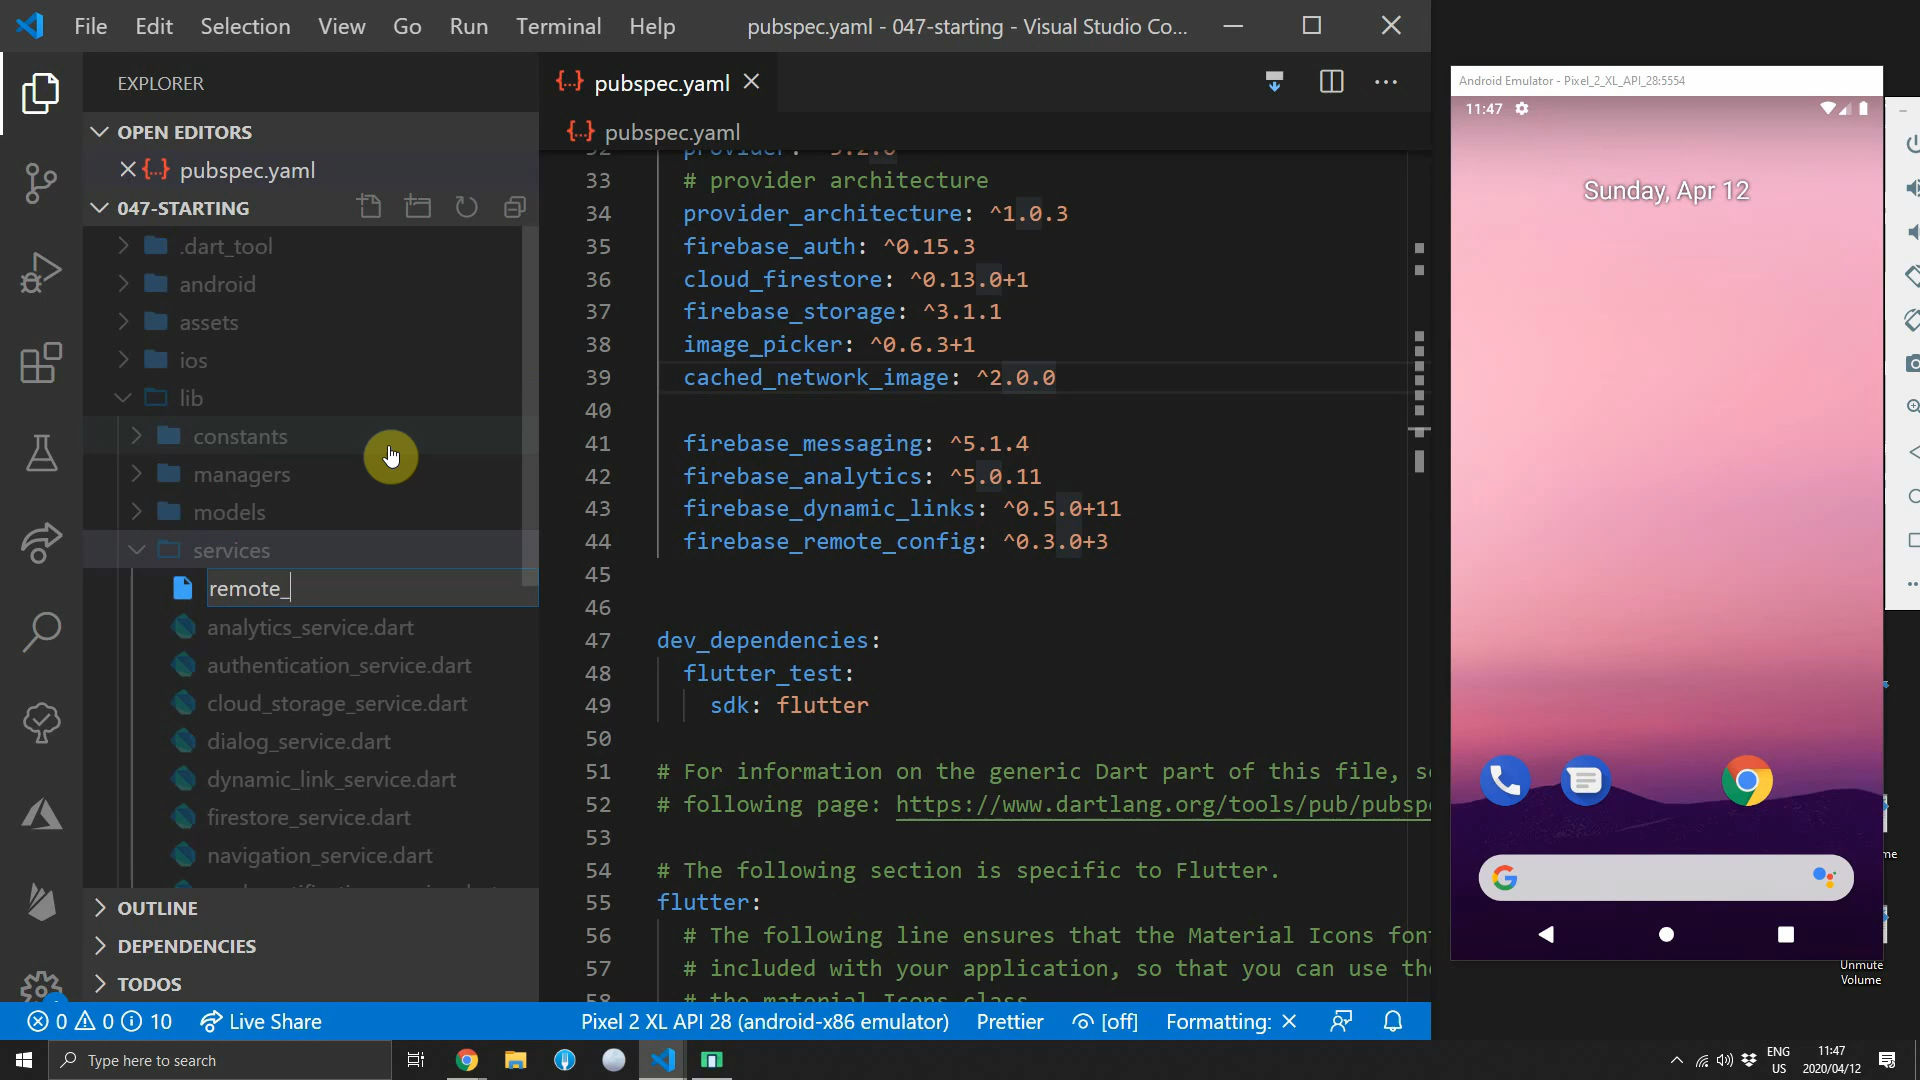 File Edit Selection View Go Run Terminal Help
pubspec.yaml - 047-starting - Visual Studio Co...
EXPLORER
OPEN EDITORS
pubspec.yaml
047-STARTING
.dart_tool
android
assets
ios
lib
constants
managers
models
services
remote_
analytics_service.dart
authentication_service.dart
cloud_storage_service.dart
dialog_service.dart
dynamic_link_service.dart
firestore_service.dart
navigation_service.dart
OUTLINE
DEPENDENCIES
TODOS
pubspec.yaml
pubspec.yaml
33 # provider architecture
34 provider_architecture: ^1.0.3
35 firebase_auth: ^0.15.3
36 cloud_firestore: ^0.13.0+1
37 firebase_storage: ^3.1.1
38 image_picker: ^0.6.3+1
39 cached_network_image: ^2.0.0
40
41 firebase_messaging: ^5.1.4
42 firebase_analytics: ^5.0.11
43 firebase_dynamic_links: ^0.5.0+11
44 firebase_remote_config: ^0.3.0+3
45
46
47 dev_dependencies:
48 flutter_test:
49 sdk: flutter
50
51 # For information on the generic Dart part of this file, s
52 # following page: https://www.dartlang.org/tools/pub/pubspe
53
54 # The following section is specific to Flutter.
55 flutter:
56 # The following line ensures that the Material Icons fon
57 # included with your application, so that you can use th
58 # the material Icons class
0 0 10 Live Share Pixel 2 XL API 28 (android-x86 emulator) Prettier [off] Formatting: ×
Android Emulator - Pixel_2_XL_API_28:5554
11:47
Sunday, Apr 12
Unmute
Volume
Type here to search
ENG
US
11:47
2020/04/12